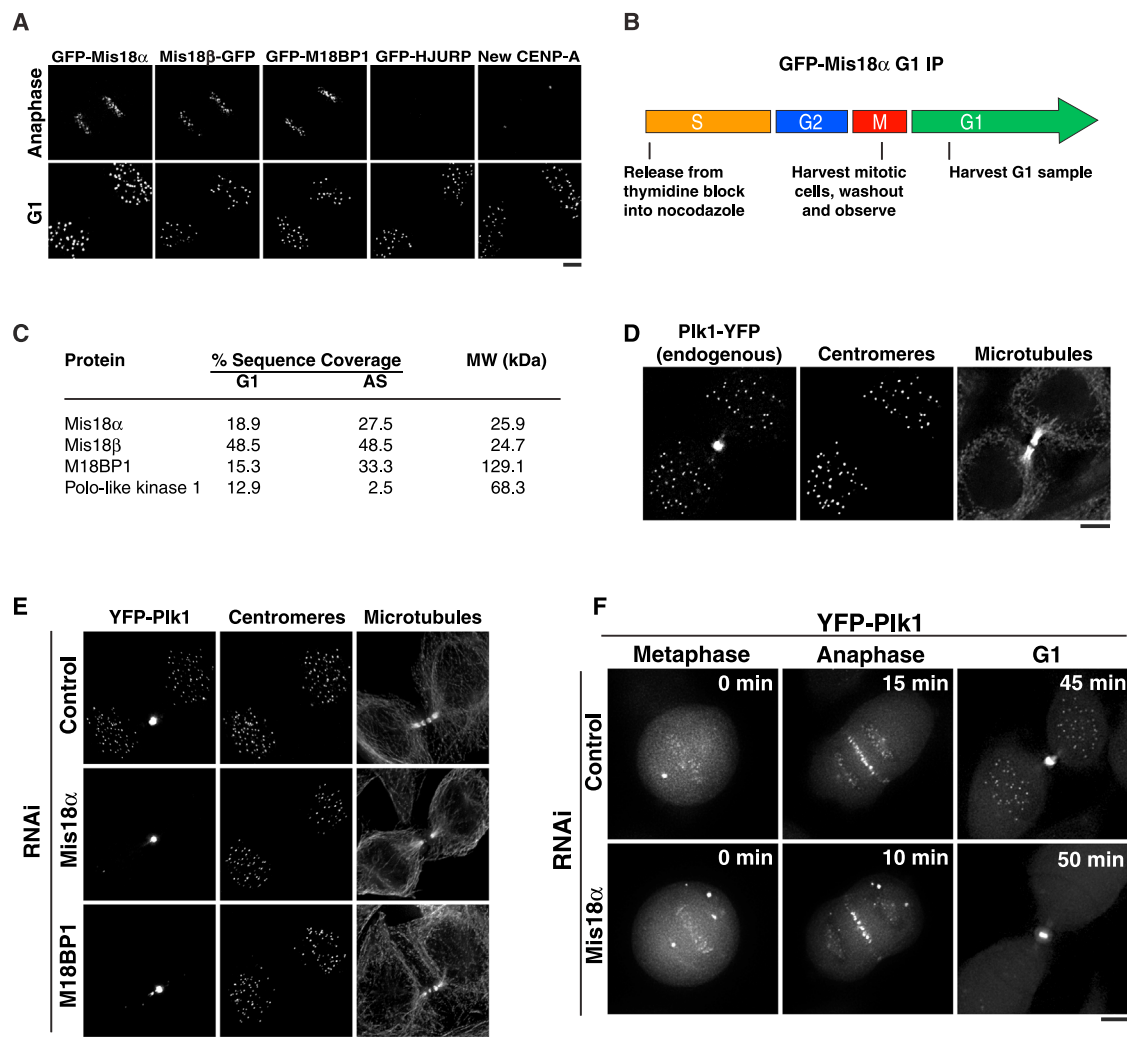 A
GFP-Mis18α Mis18β-GFP GFP-M18BP1 GFP-HJURP New CENP-A
Anaphase
G1
B
GFP-Mis18α G1 IP
S G2 M G1
Release from
thymidine block
into nocodazole
Harvest mitotic
cells, washout
and observe
Harvest G1 sample
C
Protein % Sequence Coverage MW (kDa)
G1 AS
Mis18α 18.9 27.5 25.9
Mis18β 48.5 48.5 24.7
M18BP1 15.3 33.3 129.1
Polo-like kinase 1 12.9 2.5 68.3
D
Plk1-YFP
(endogenous) Centromeres Microtubules
E
YFP-Plk1 Centromeres Microtubules
RNAi
Control
Mis18α
M18BP1
F
YFP-Plk1
Metaphase Anaphase G1
RNAi
Control
0 min 15 min 45 min
Mis18α
0 min 10 min 50 min